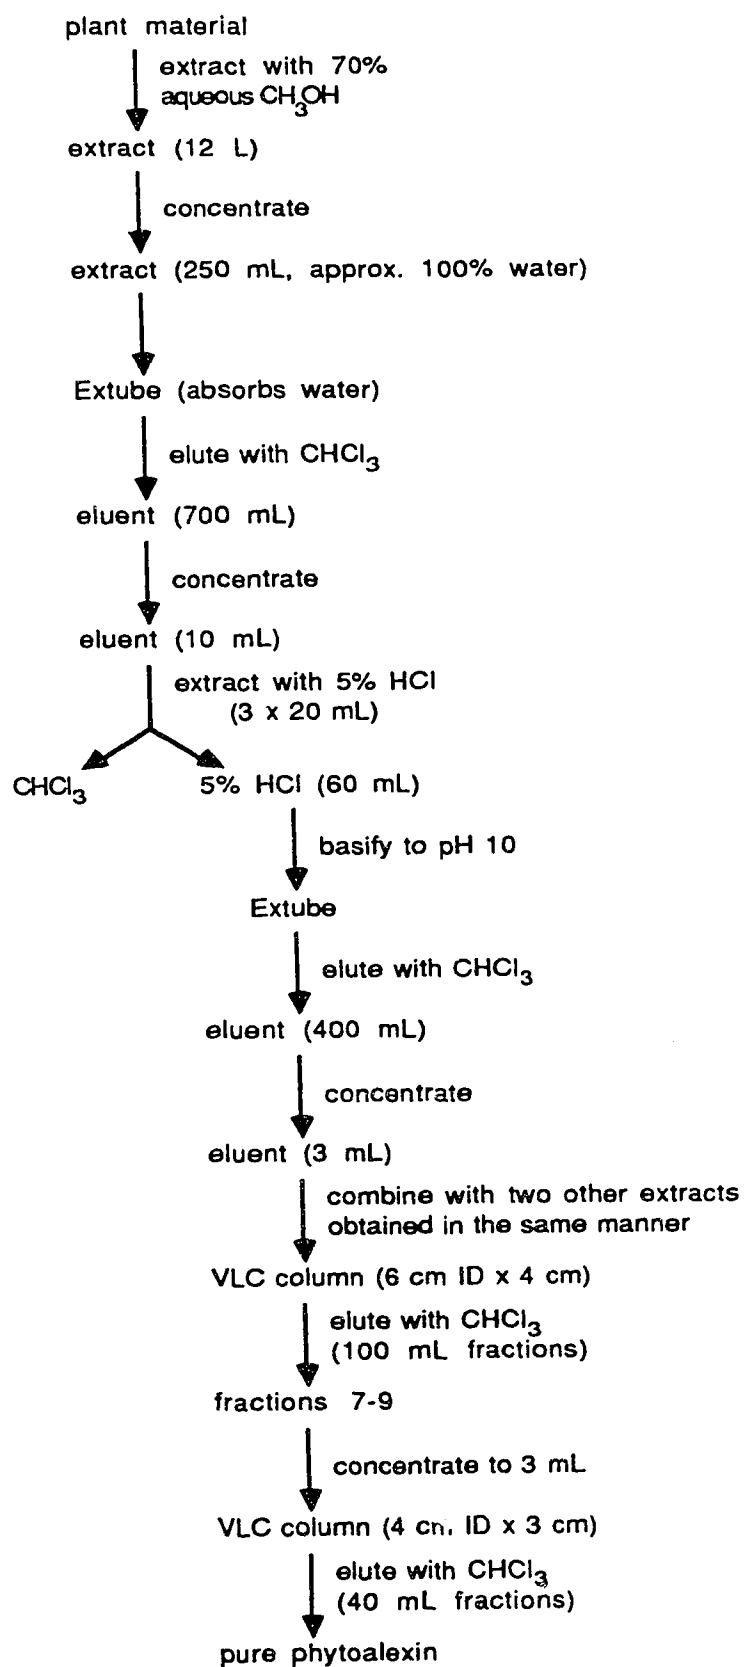 plant material
extract with 70%
aqueous CH₃OH
extract (12 L)
concentrate
extract (250 mL, approx. 100% water)
Extube (absorbs water)
elute with CHCl₃
eluent (700 mL)
concentrate
eluent (10 mL)
extract with 5% HCl
(3 x 20 mL)
CHCl₃
5% HCl (60 mL)
basify to pH 10
Extube
elute with CHCl₃
eluent (400 mL)
concentrate
eluent (3 mL)
combine with two other extracts
obtained in the same manner
VLC column (6 cm ID x 4 cm)
elute with CHCl₃
(100 mL fractions)
fractions 7-9
concentrate to 3 mL
VLC column (4 cm ID x 3 cm)
elute with CHCl₃
(40 mL fractions)
pure phytoalexin